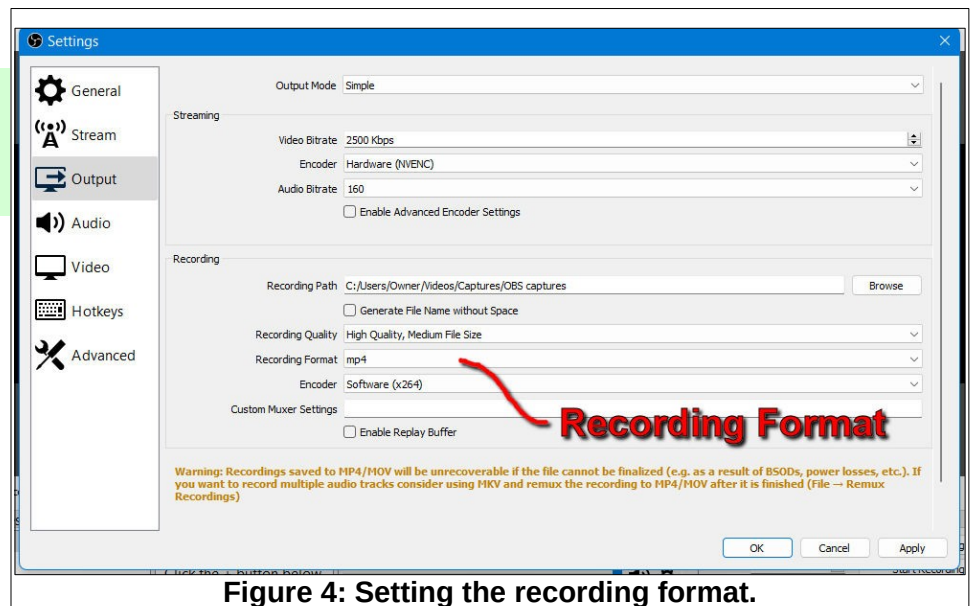 Settings
General
Stream
Output
Audio
Video
Hotkeys
Advanced
Output Mode Simple
Streaming
Video Bitrate 2500 Kbps
Encoder Hardware (NVENC)
Audio Bitrate 160
Enable Advanced Encoder Settings
Recording
Recording Path C:/Users/Owner/Videos/Captures/OBS captures Browse
Generate File Name without Space
Recording Quality High Quality, Medium File Size
Recording Format mp4
Encoder Software (x264)
Custom Muxer Settings
Recording Format
Enable Replay Buffer
Warning: Recordings saved to MP4/MOV will be unrecoverable if the file cannot be finalized (e.g. as a result of BSODs, power losses, etc.). If
you want to record multiple audio tracks consider using MKV and remux the recording to MP4/MOV after it is finished (File → Remux
Recordings)
OK Cancel Apply
Click the + button below Start Recording
Figure 4: Setting the recording format.